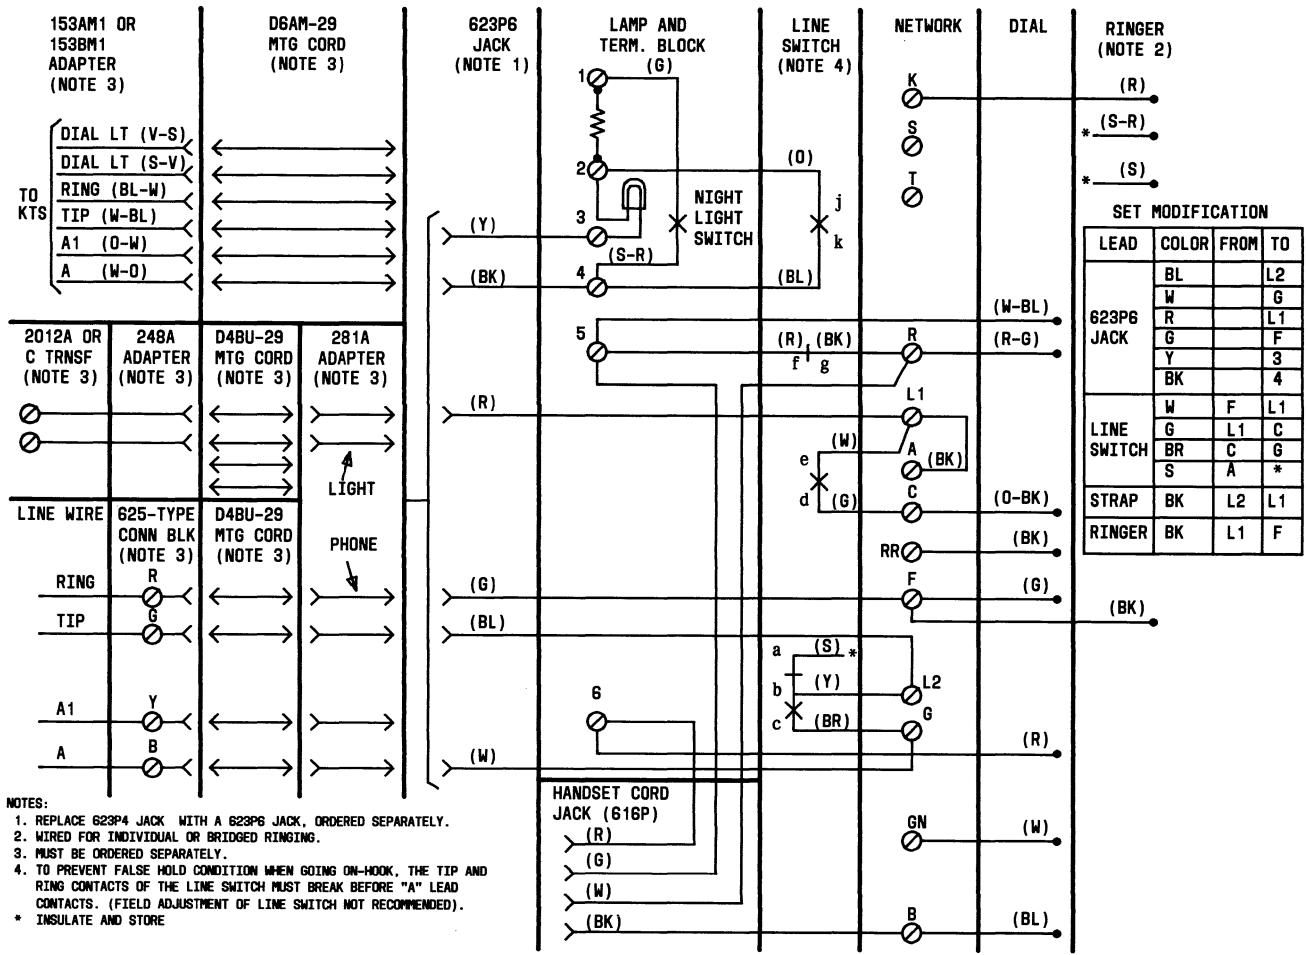 153AM1 OR
153BM1
ADAPTER
(NOTE 3)
D6AM-29
MTG CORD
(NOTE 3)
623P6
JACK
(NOTE 1)
LAMP AND
TERM. BLOCK
(G)
LINE
SWITCH
(NOTE 4)
NETWORK
DIAL
RINGER
(NOTE 2)
TO
KTS
DIAL LT (V-S)
DIAL LT (S-V)
RING (BL-W)
TIP (W-BL)
A1 (O-W)
A (W-O)
1
2
3
4
(Y)
(BK)
(S-R)
NIGHT
LIGHT
SWITCH
(O)
j
k
(BL)
K
S
T
(R)
* (S-R)
* (S)
SET MODIFICATION
LEAD COLOR FROM TO
623P6
JACK
BL L2
W G
R L1
G F
Y 3
BK 4
LINE
SWITCH
W F L1
G L1 C
BR C G
S A *
STRAP BK L2 L1
RINGER BK L1 F
2012A OR
C TRNSF
(NOTE 3)
248A
ADAPTER
(NOTE 3)
D4BU-29
MTG CORD
(NOTE 3)
281A
ADAPTER
(NOTE 3)
LIGHT
5
(R) (BK)
f g
R
(W-BL)
(R-G)
(R)
L1
(W)
A
(BK)
e
d
(G)
C
(O-BK)
RR
(BK)
LINE WIRE
625-TYPE
CONN BLK
(NOTE 3)
D4BU-29
MTG CORD
(NOTE 3)
PHONE
RING
R
TIP
G
A1
Y
A
B
(G)
F
(G)
(BK)
(BL)
a
(S) *
b
(Y)
L2
c
(BR)
G
6
(R)
(W)
HANDSET CORD
JACK (616P)
(R)
(G)
(W)
(BK)
GN
(W)
B
(BL)
NOTES:
1. REPLACE 623P4 JACK WITH A 623P6 JACK, ORDERED SEPARATELY.
2. WIRED FOR INDIVIDUAL OR BRIDGED RINGING.
3. MUST BE ORDERED SEPARATELY.
4. TO PREVENT FALSE HOLD CONDITION WHEN GOING ON-HOOK, THE TIP AND
RING CONTACTS OF THE LINE SWITCH MUST BREAK BEFORE "A" LEAD
CONTACTS. (FIELD ADJUSTMENT OF LINE SWITCH NOT RECOMMENDED).
* INSULATE AND STORE